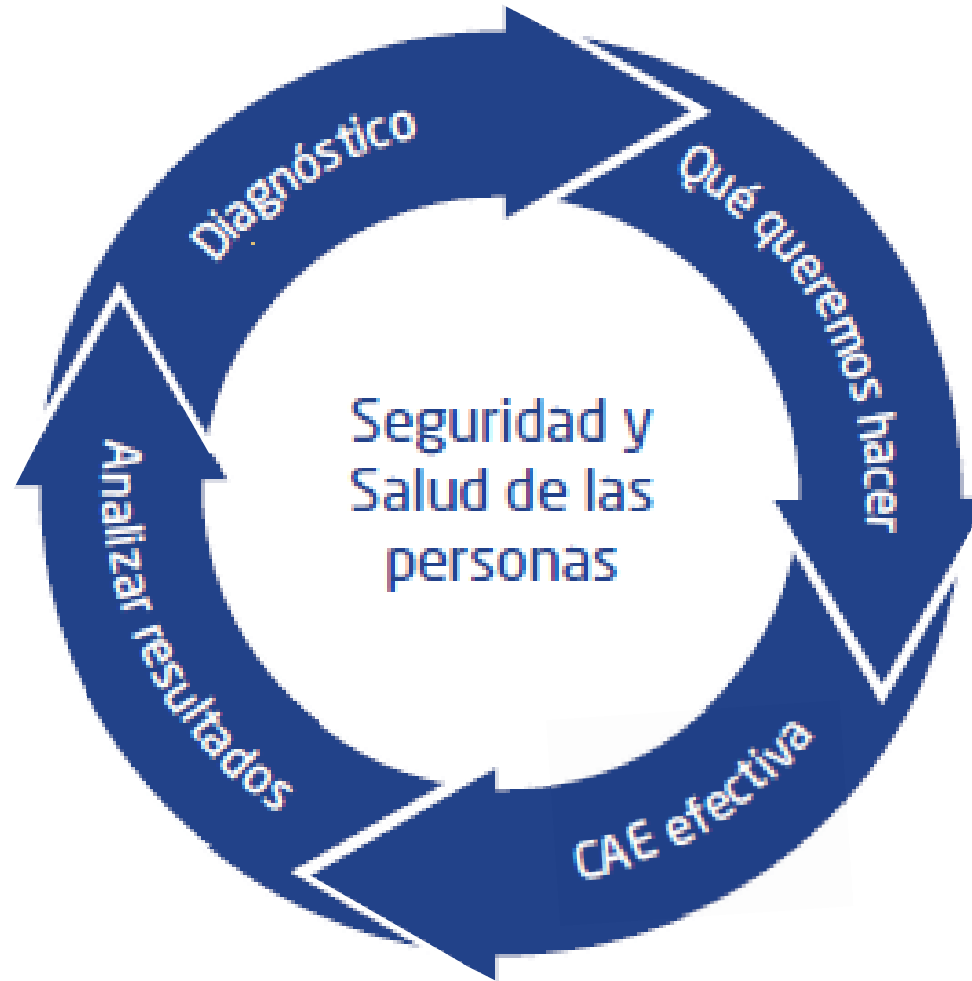 Diagnóstico
Qué queremos hacer
CAE efectiva
Analizar resultados
Seguridad y
Salud de las
personas